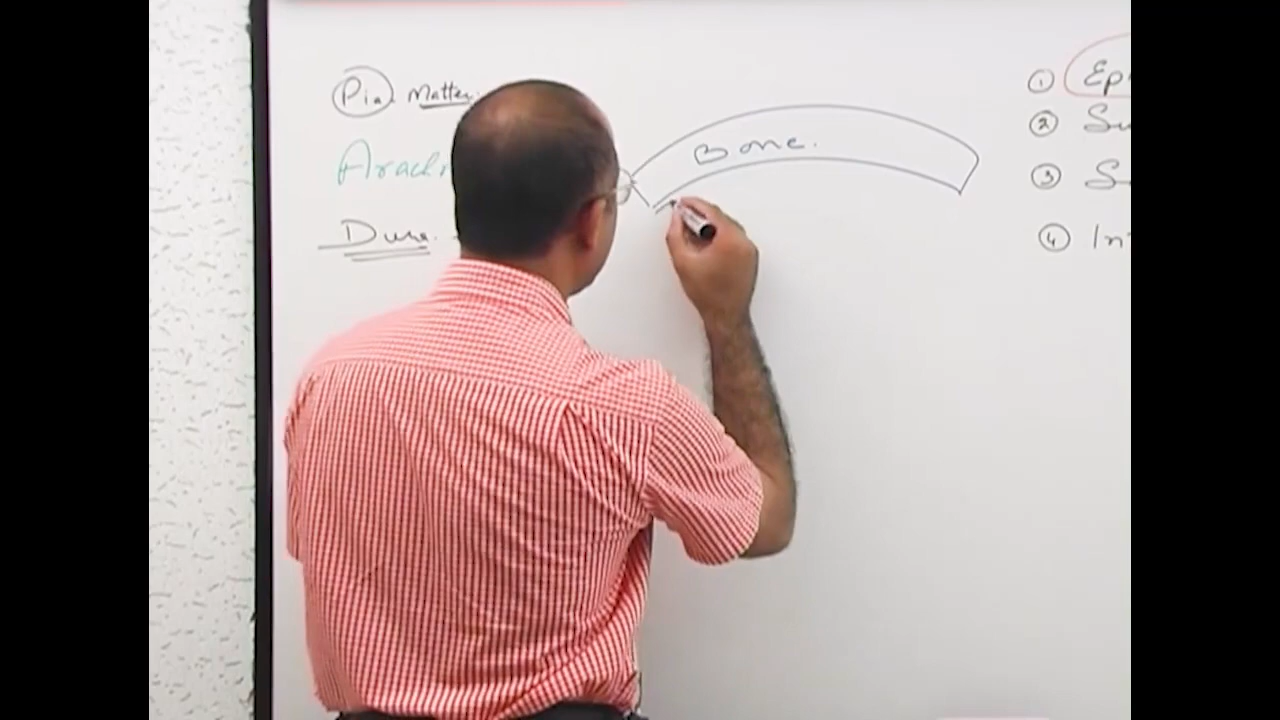 Pia Matter
Arach
Dura
Bone.
① Ep
② Su
③ S
④ In